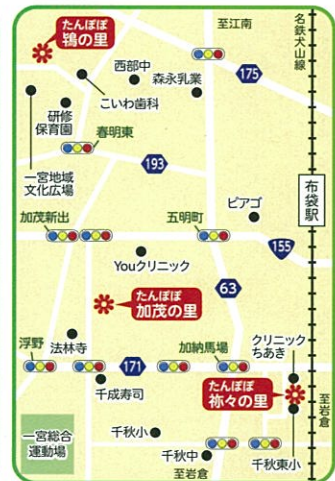 たんぽぽ
鴇の里
至江南
名鉄犬山線
西部中
森永乳業
175
こいわ歯科
研修
保育園
春明東
一宮地域
文化広場
193
布袋駅
ピアゴ
加茂新出
五明町
155
Youクリニック
63
たんぽぽ
加茂の里
浮野
法林寺
加納馬場
クリニック
ちあき
171
千成寿司
たんぽぽ
祢々の里
至岩倉
一宮総合
運動場
千秋小
千秋中
千秋東小
至岩倉